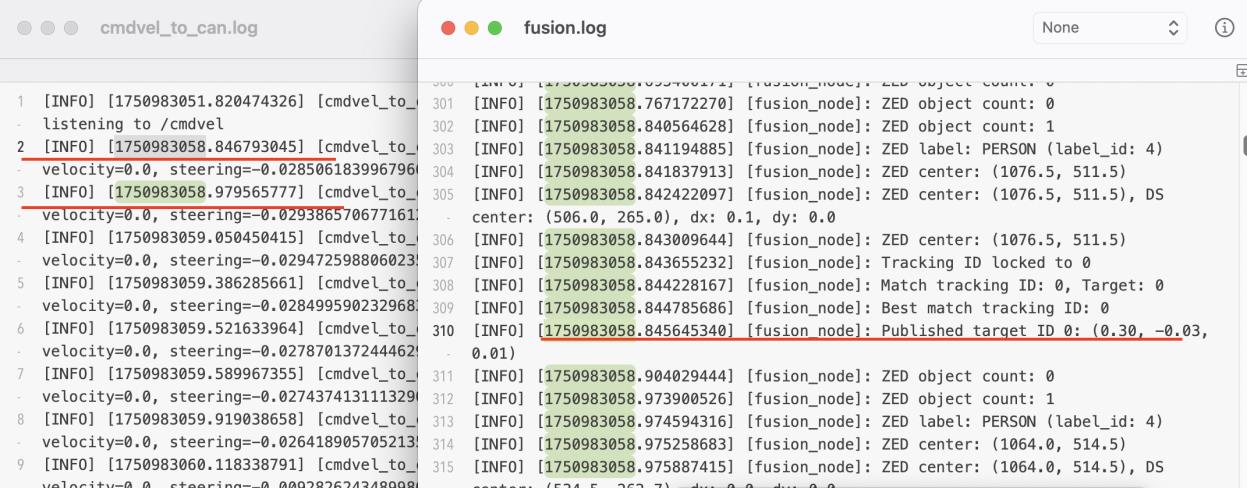 cmdvel_to_can.log
1 [INFO] [1750983051.820474326] [cmdvel_to_
- listening to /cmdvel
2 [INFO] [1750983058.846793045] [cmdvel_to_
velocity=0.0, steering=-0.028506183996796
3 [INFO] [1750983058.979565777] [cmdvel_to_
- velocity=0.0, steering=-0.02938657067716
4 [INFO] [1750983059.050450415] [cmdvel_to_
- velocity=0.0, steering=-0.02947259880602
5 [INFO] [1750983059.386285661] [cmdvel_to_
- velocity=0.0, steering=-0.02849959023296
6 [INFO] [1750983059.521633964] [cmdvel_to_
- velocity=0.0, steering=-0.02787013724446
7 [INFO] [1750983059.589967355] [cmdvel_to_
- velocity=0.0, steering=-0.02743741311132
8 [INFO] [1750983059.919038658] [cmdvel_to_
- velocity=0.0, steering=-0.02641890570521
9 [INFO] [1750983060.118338791] [cmdvel_to_
fusion.log
None
301 [INFO] [1750983058.767172270] [fusion_node]: ZED object count: 0
302 [INFO] [1750983058.840564628] [fusion_node]: ZED object count: 1
303 [INFO] [1750983058.841194885] [fusion_node]: ZED label: PERSON (label_id: 4)
304 [INFO] [1750983058.841837913] [fusion_node]: ZED center: (1076.5, 511.5)
305 [INFO] [1750983058.842422097] [fusion_node]: ZED center: (1076.5, 511.5), DS
- center: (506.0, 265.0), dx: 0.1, dy: 0.0
306 [INFO] [1750983058.843009644] [fusion_node]: ZED center: (1076.5, 511.5)
307 [INFO] [1750983058.843655232] [fusion_node]: Tracking ID locked to 0
308 [INFO] [1750983058.844228167] [fusion_node]: Match tracking ID: 0, Target: 0
309 [INFO] [1750983058.844785686] [fusion_node]: Best match tracking ID: 0
310 [INFO] [1750983058.845645340] [fusion_node]: Published target ID 0: (0.30, -0.03,
- 0.01)
311 [INFO] [1750983058.904029444] [fusion_node]: ZED object count: 0
312 [INFO] [1750983058.973900526] [fusion_node]: ZED object count: 1
313 [INFO] [1750983058.974594316] [fusion_node]: ZED label: PERSON (label_id: 4)
314 [INFO] [1750983058.975258683] [fusion_node]: ZED center: (1064.0, 514.5)
315 [INFO] [1750983058.975887415] [fusion_node]: ZED center: (1064.0, 514.5), DS